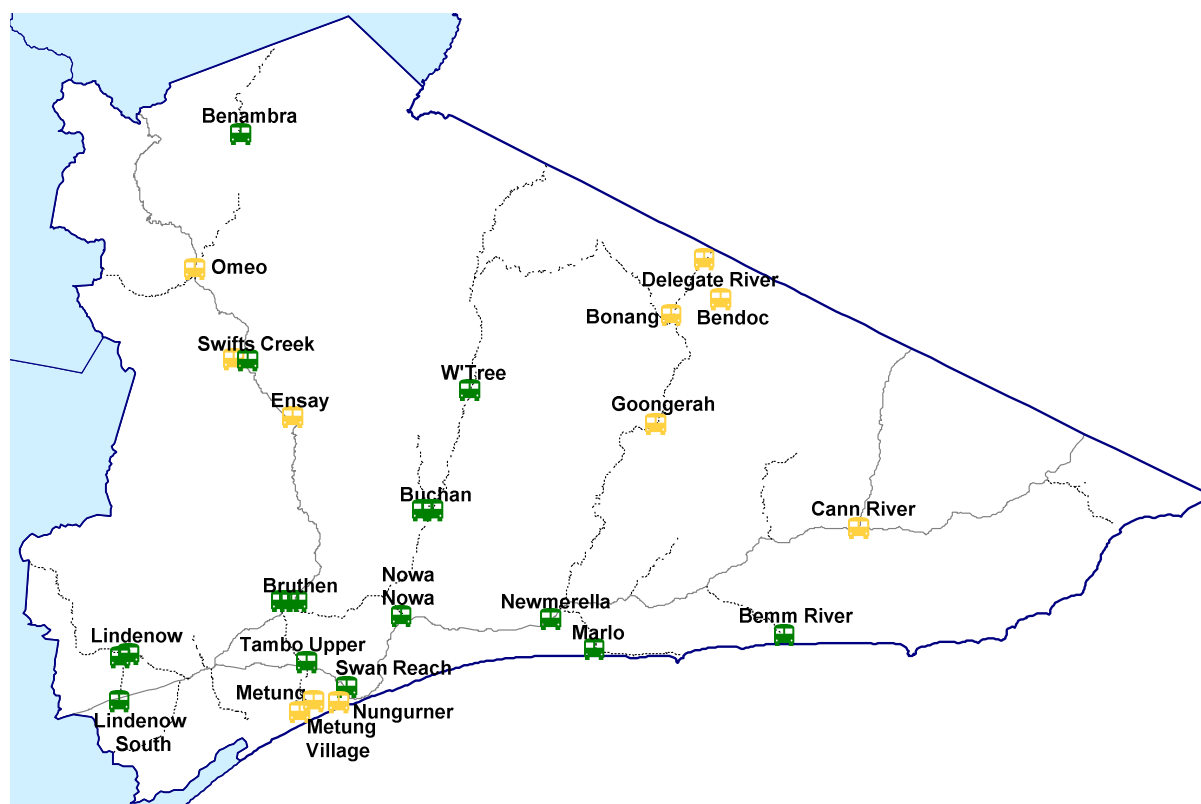 Benambra
Omeo
Delegate River
Bonang
Bendoc
Swifts Creek
W'Tree
Ensay
Goongerah
Buchan
Cann River
Nowa
Nowa
Bruthen
Newmerella
Bemm River
Lindenow
Marlo
Tambo Upper
Swan Reach
Metung
Nungurner
Lindenow
South
Metung
Village